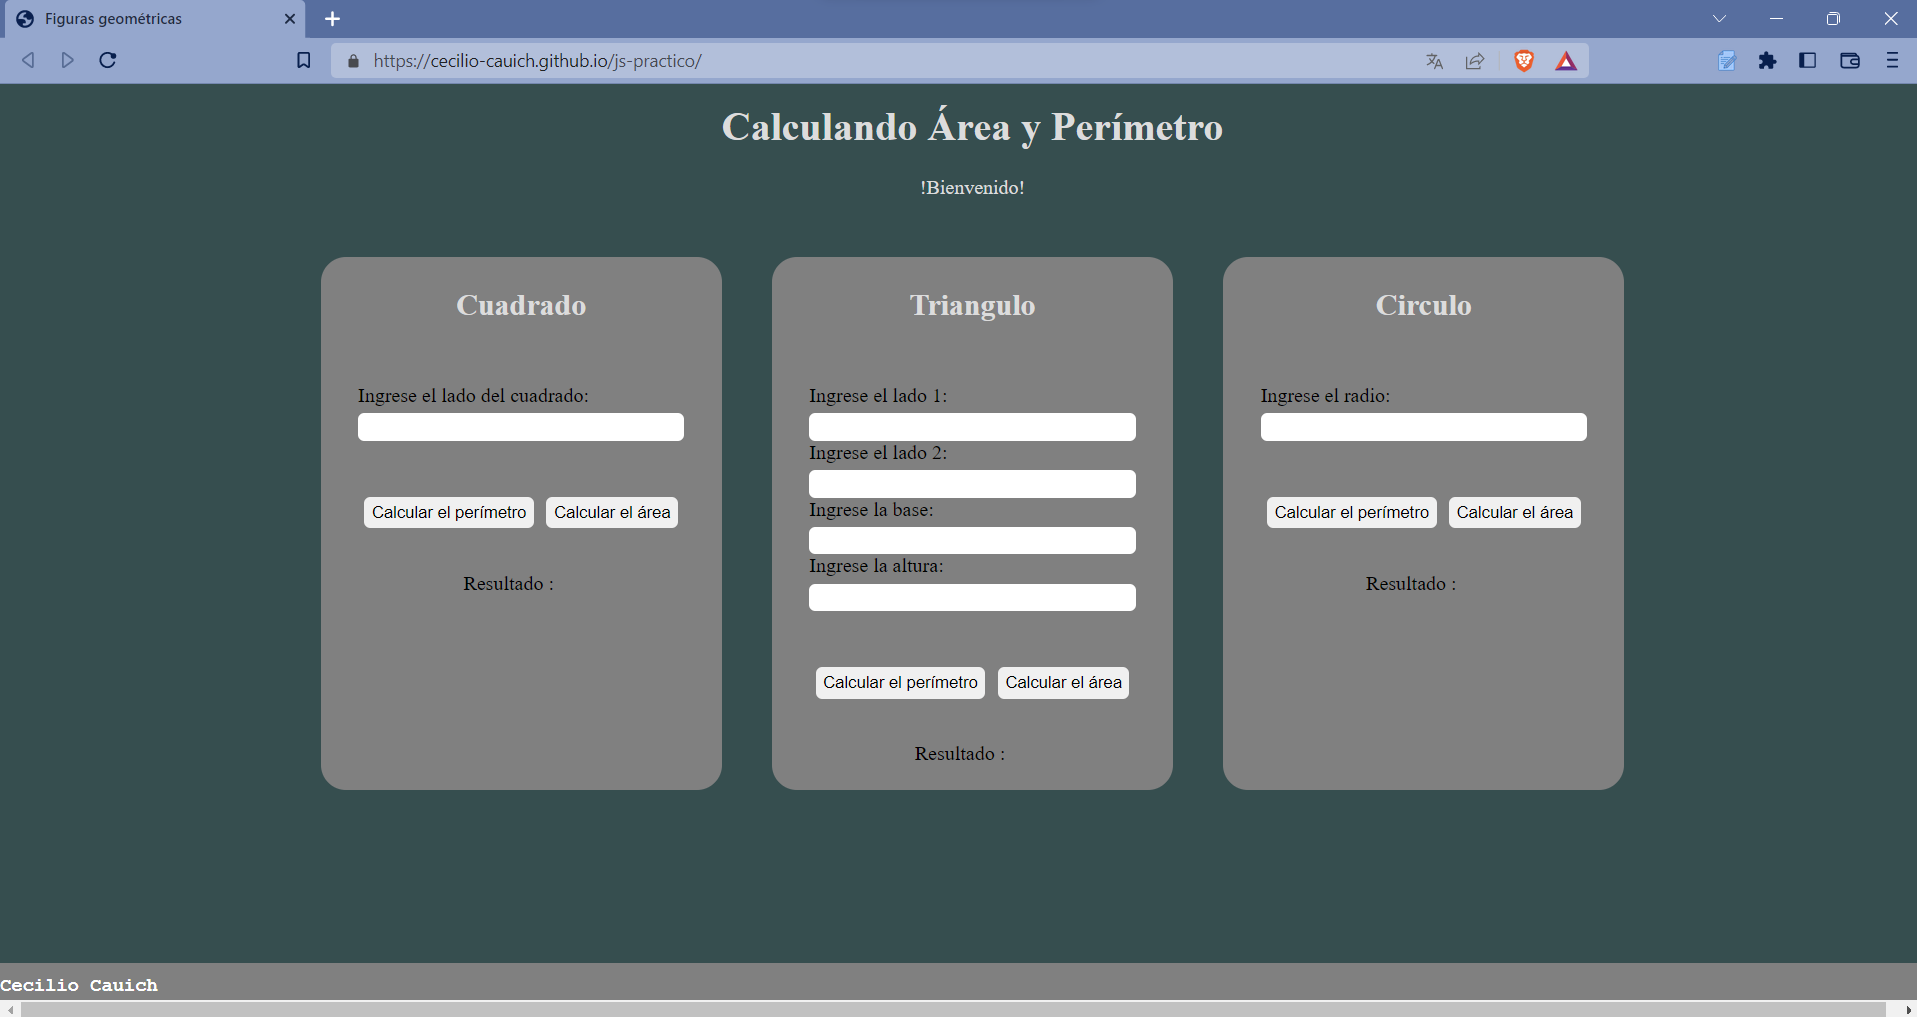 Figuras geométricas
https://cecilio-cauich.github.io/js-practico/
Calculando Área y Perímetro
!Bienvenido!
Cuadrado
Ingrese el lado del cuadrado:
Calcular el perímetro
Calcular el área
Resultado :
Triangulo
Ingrese el lado 1:
Ingrese el lado 2:
Ingrese la base:
Ingrese la altura:
Calcular el perímetro
Calcular el área
Resultado :
Circulo
Ingrese el radio:
Calcular el perímetro
Calcular el área
Resultado :
Cecilio Cauich